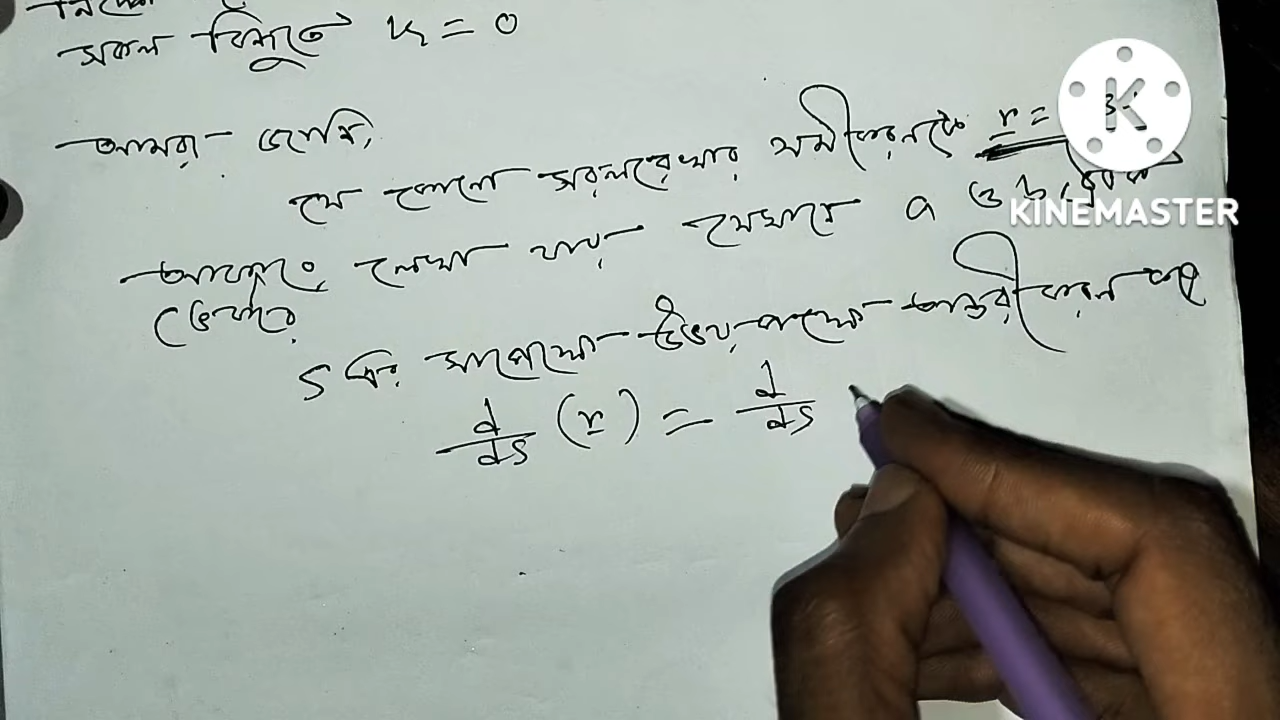 সকল বিন্দুতে κ = 0
আমরা জানি,
যে কোনো সরলরেখার সমীকরণকে r =
আকারে লেখা যায় যেখানে a ও b ধ্রুবক
ভেক্টর
S এর সাপেক্ষে উভয় পক্ষে অন্তরীকরণ করে
d/ds (r) = d/ds
K
KINEMASTER